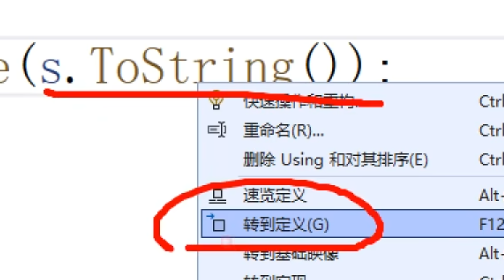 e(s.ToString());
快速操作和重构...
Ctrl
重命名(R)...
Ctrl
删除 Using 和对其排序(E)
Ctrl
速览定义
Alt-
转到定义(G)
F12
转到基础映像
Alt-
转到实现
Ctrl